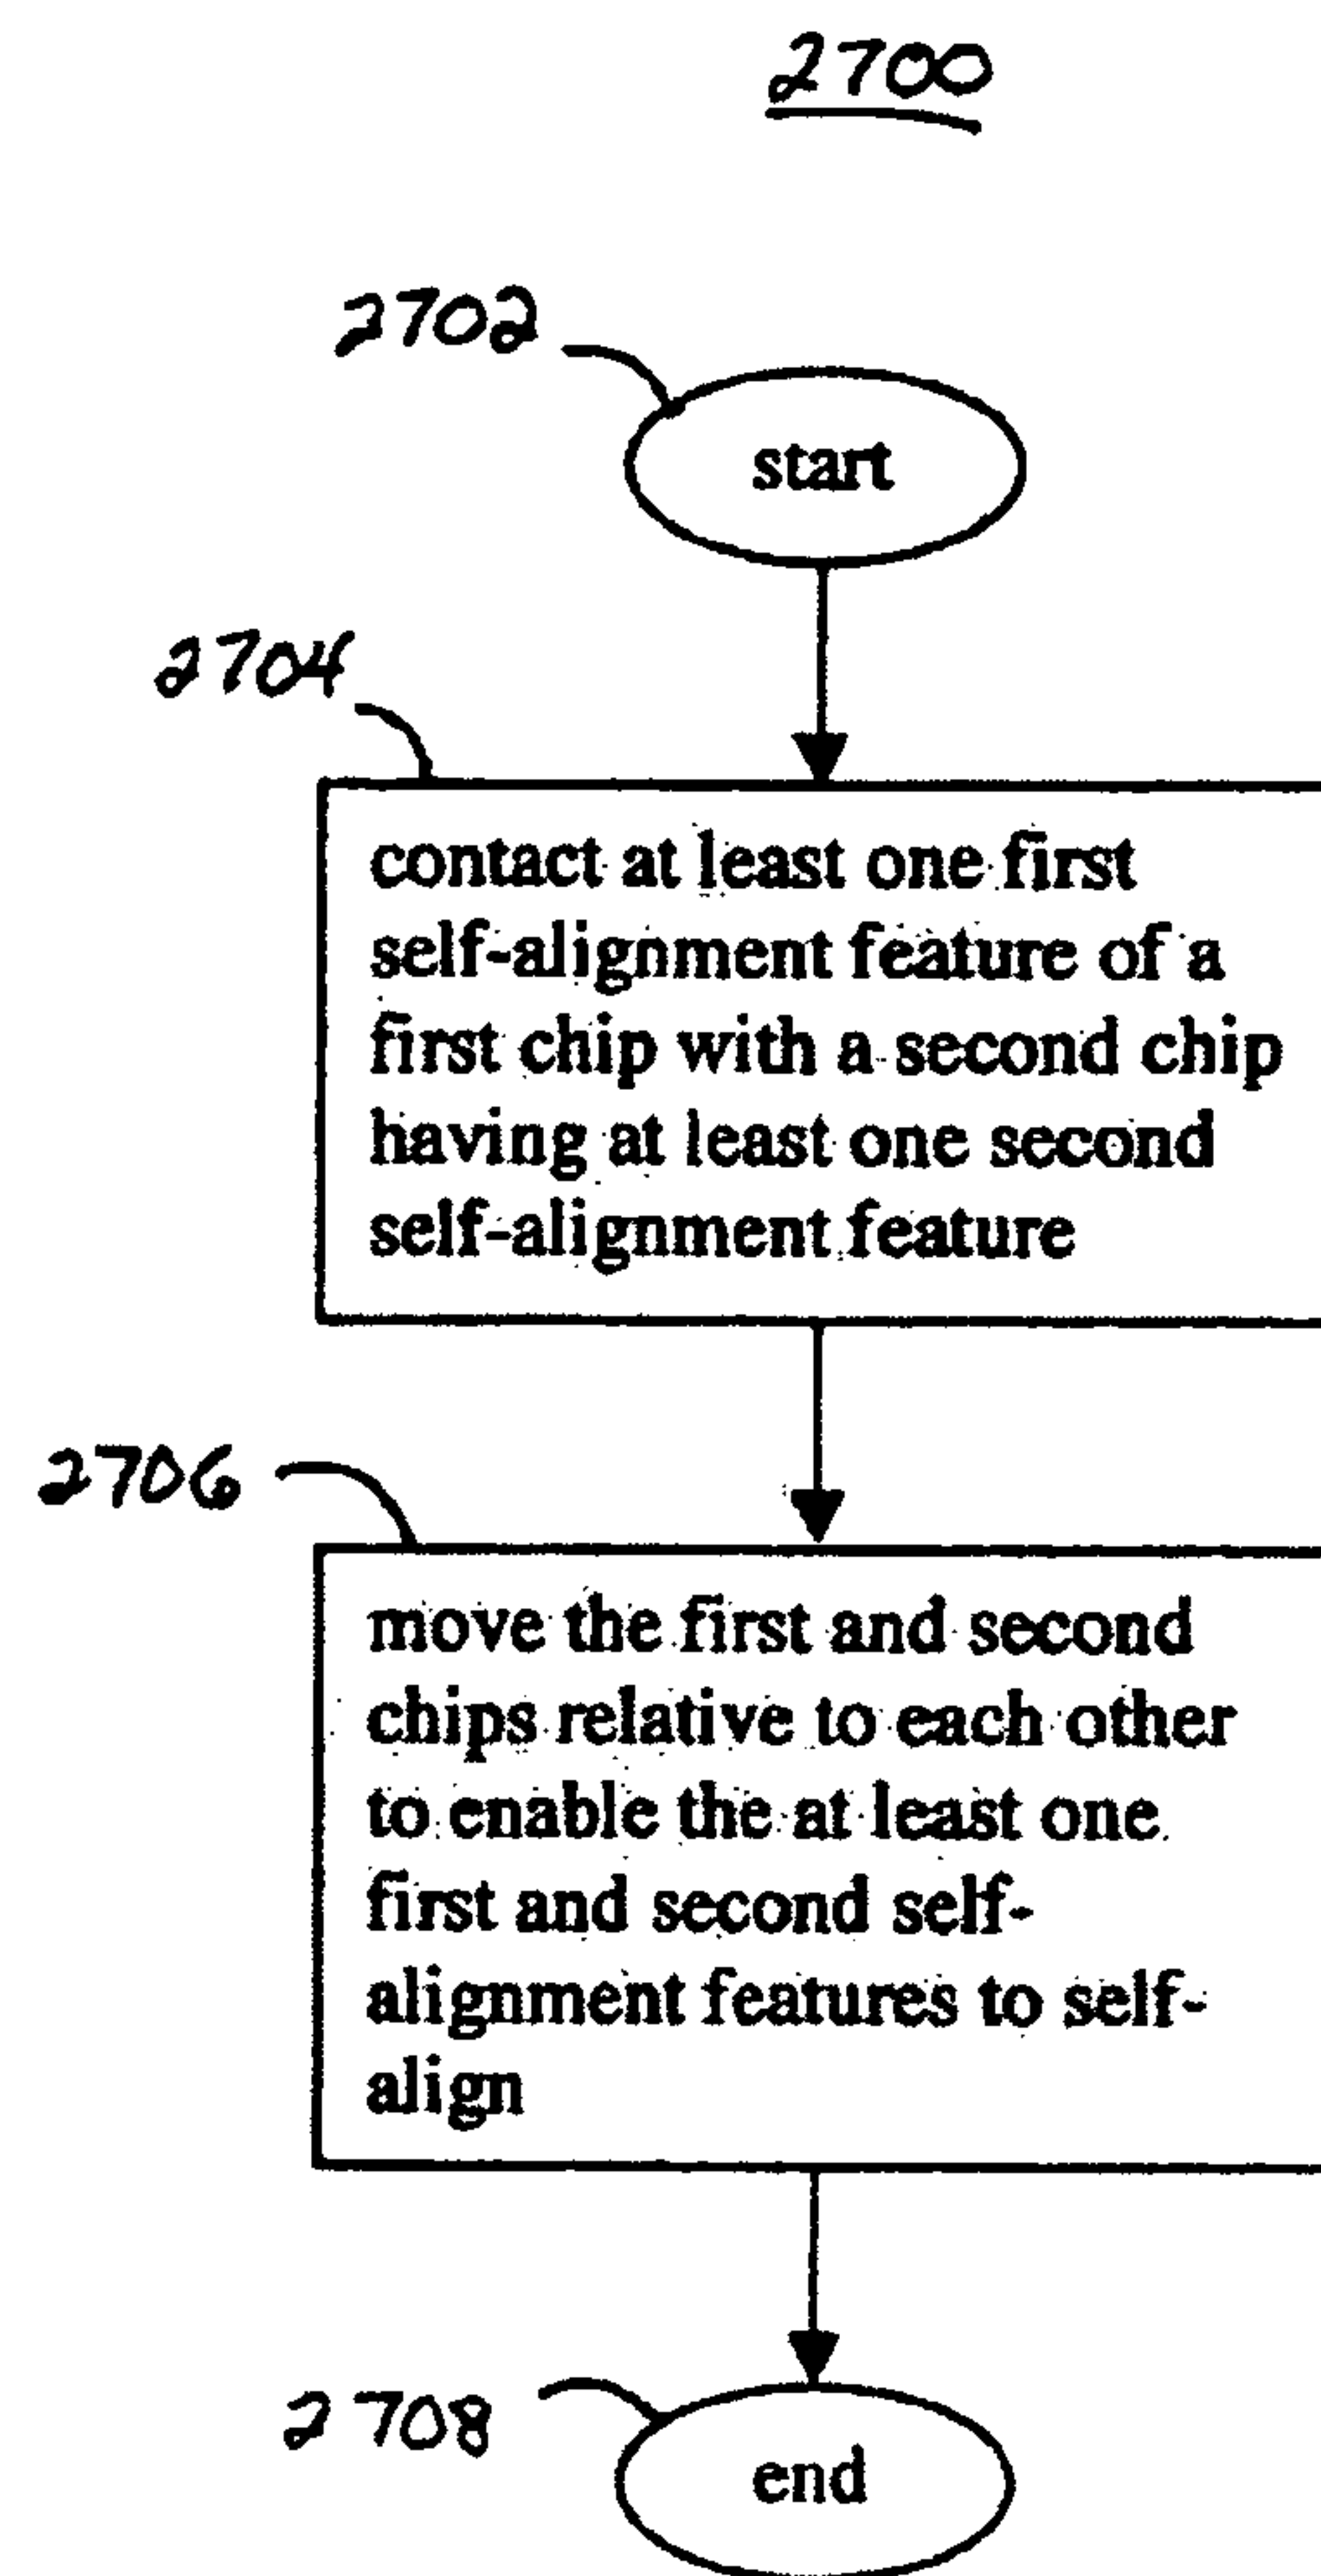 2700
2702
start
2704
contact at least one first
self-alignment feature of a
first chip with a second chip
having at least one second
self-alignment feature
2706
move the first and second
chips relative to each other
to enable the at least one
first and second self-
alignment features to self-
align
2708
end